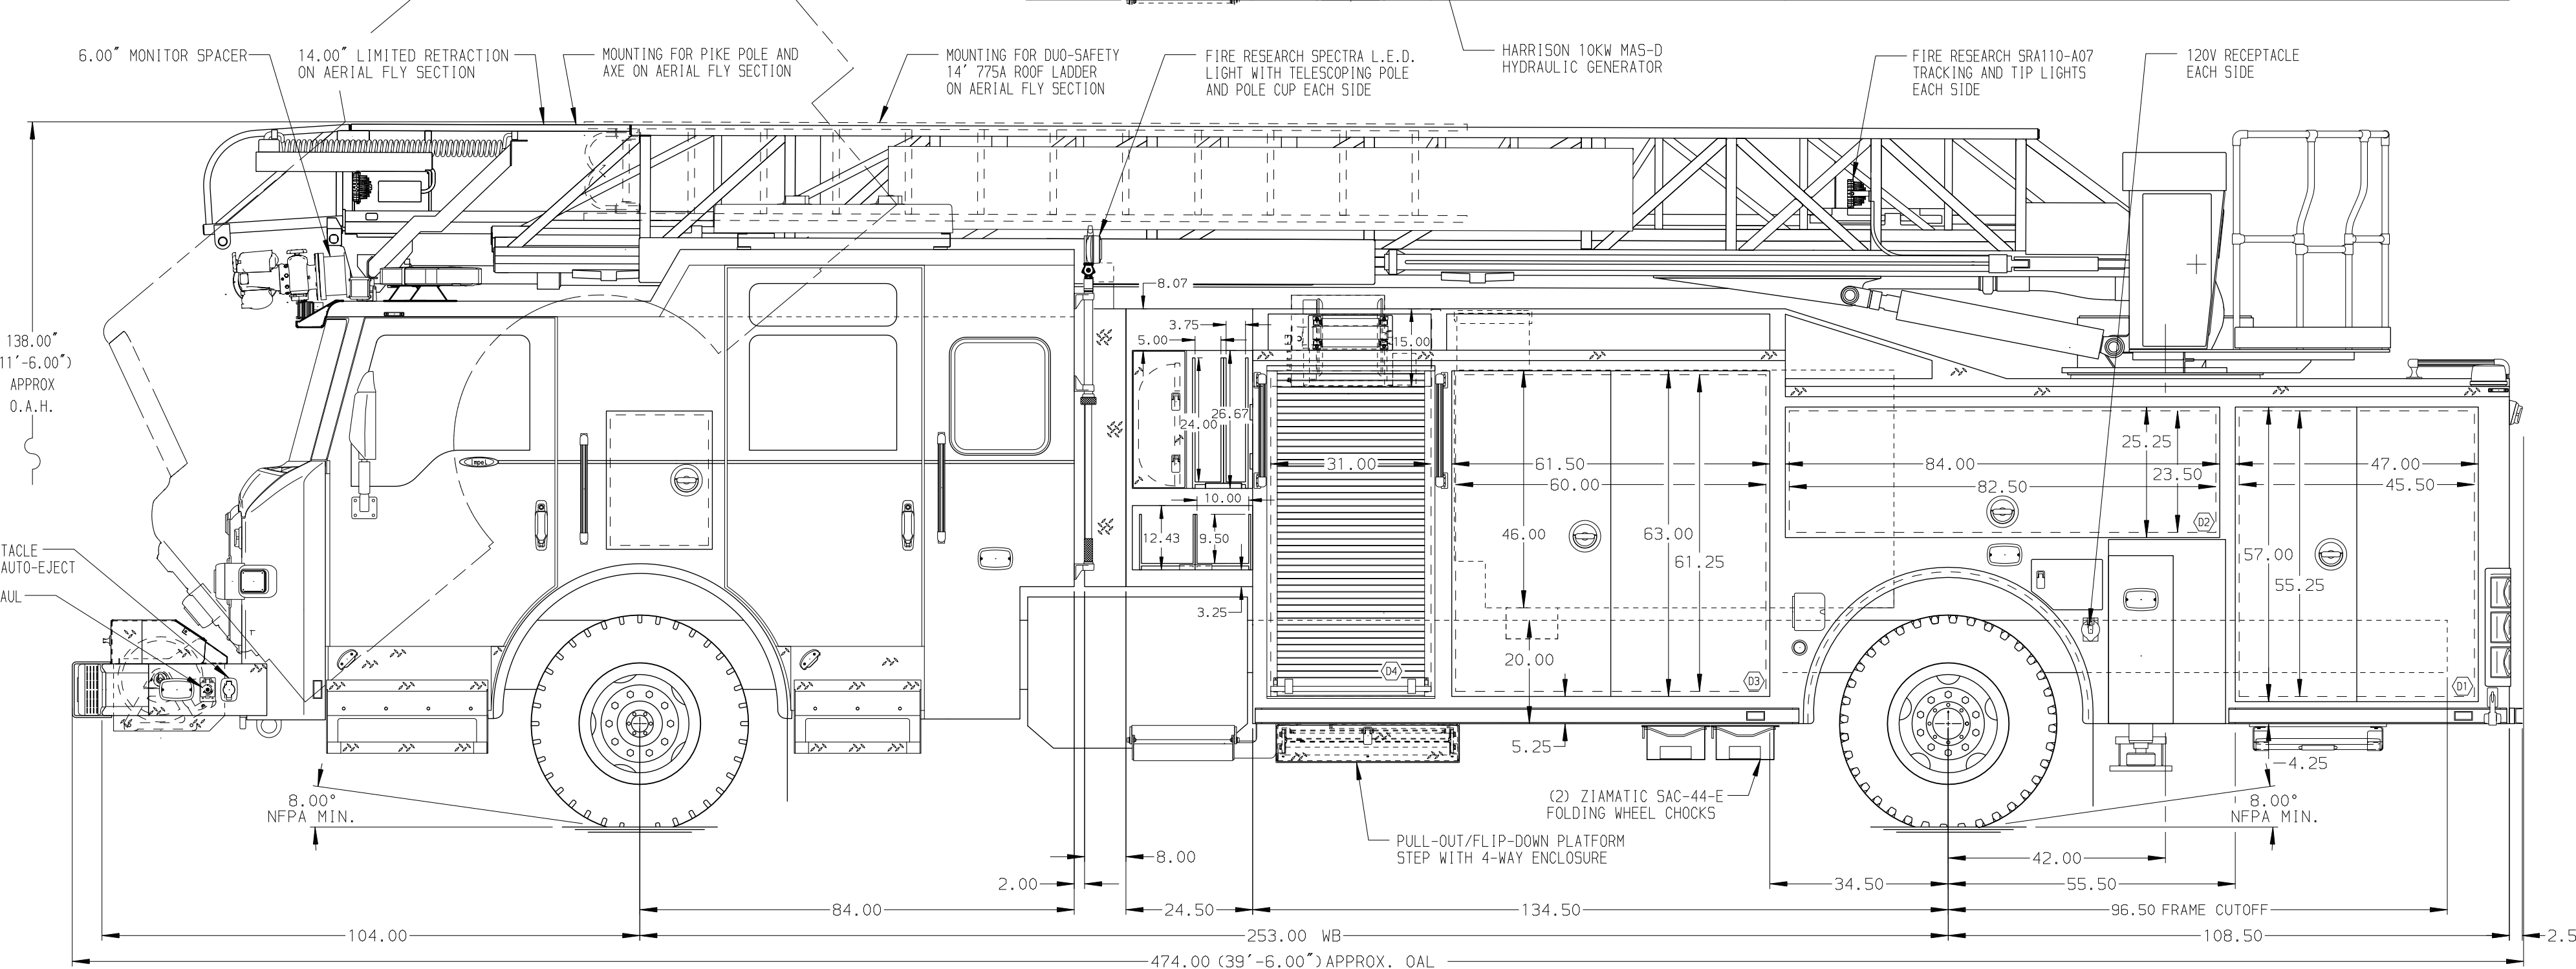 6.00″ MONITOR SPACER
14.00″ LIMITED RETRACTION
ON AERIAL FLY SECTION
MOUNTING FOR PIKE POLE AND
AXE ON AERIAL FLY SECTION
MOUNTING FOR DUO-SAFETY
14′ 775A ROOF LADDER
ON AERIAL FLY SECTION
FIRE RESEARCH SPECTRA L.E.D.
LIGHT WITH TELESCOPING POLE
AND POLE CUP EACH SIDE
HARRISON 10KW MAS-D
HYDRAULIC GENERATOR
FIRE RESEARCH SRA110-A07
TRACKING AND TIP LIGHTS
EACH SIDE
120V RECEPTACLE
EACH SIDE
138.00″
11′-6.00″)
APPROX
O.A.H.
8.07
3.75
5.00
15.00
24.00
26.67
10.00
12.43
9.50
3.25
Impel
31.00
D4
61.50
60.00
46.00
63.00
61.25
20.00
D3
5.25
84.00
82.50
25.25
23.50
D2
47.00
45.50
57.00
55.25
D1
4.25
TACLE
AUTO-EJECT
AUL
8.00°
NFPA MIN.
(2) ZIAMATIC SAC-44-E
FOLDING WHEEL CHOCKS
PULL-OUT/FLIP-DOWN PLATFORM
STEP WITH 4-WAY ENCLOSURE
8.00°
NFPA MIN.
8.00
42.00
2.00
34.50
55.50
84.00
24.50
134.50
96.50 FRAME CUTOFF
104.00
253.00 WB
108.50
2.5
474.00 (39′-6.00″) APPROX. OAL